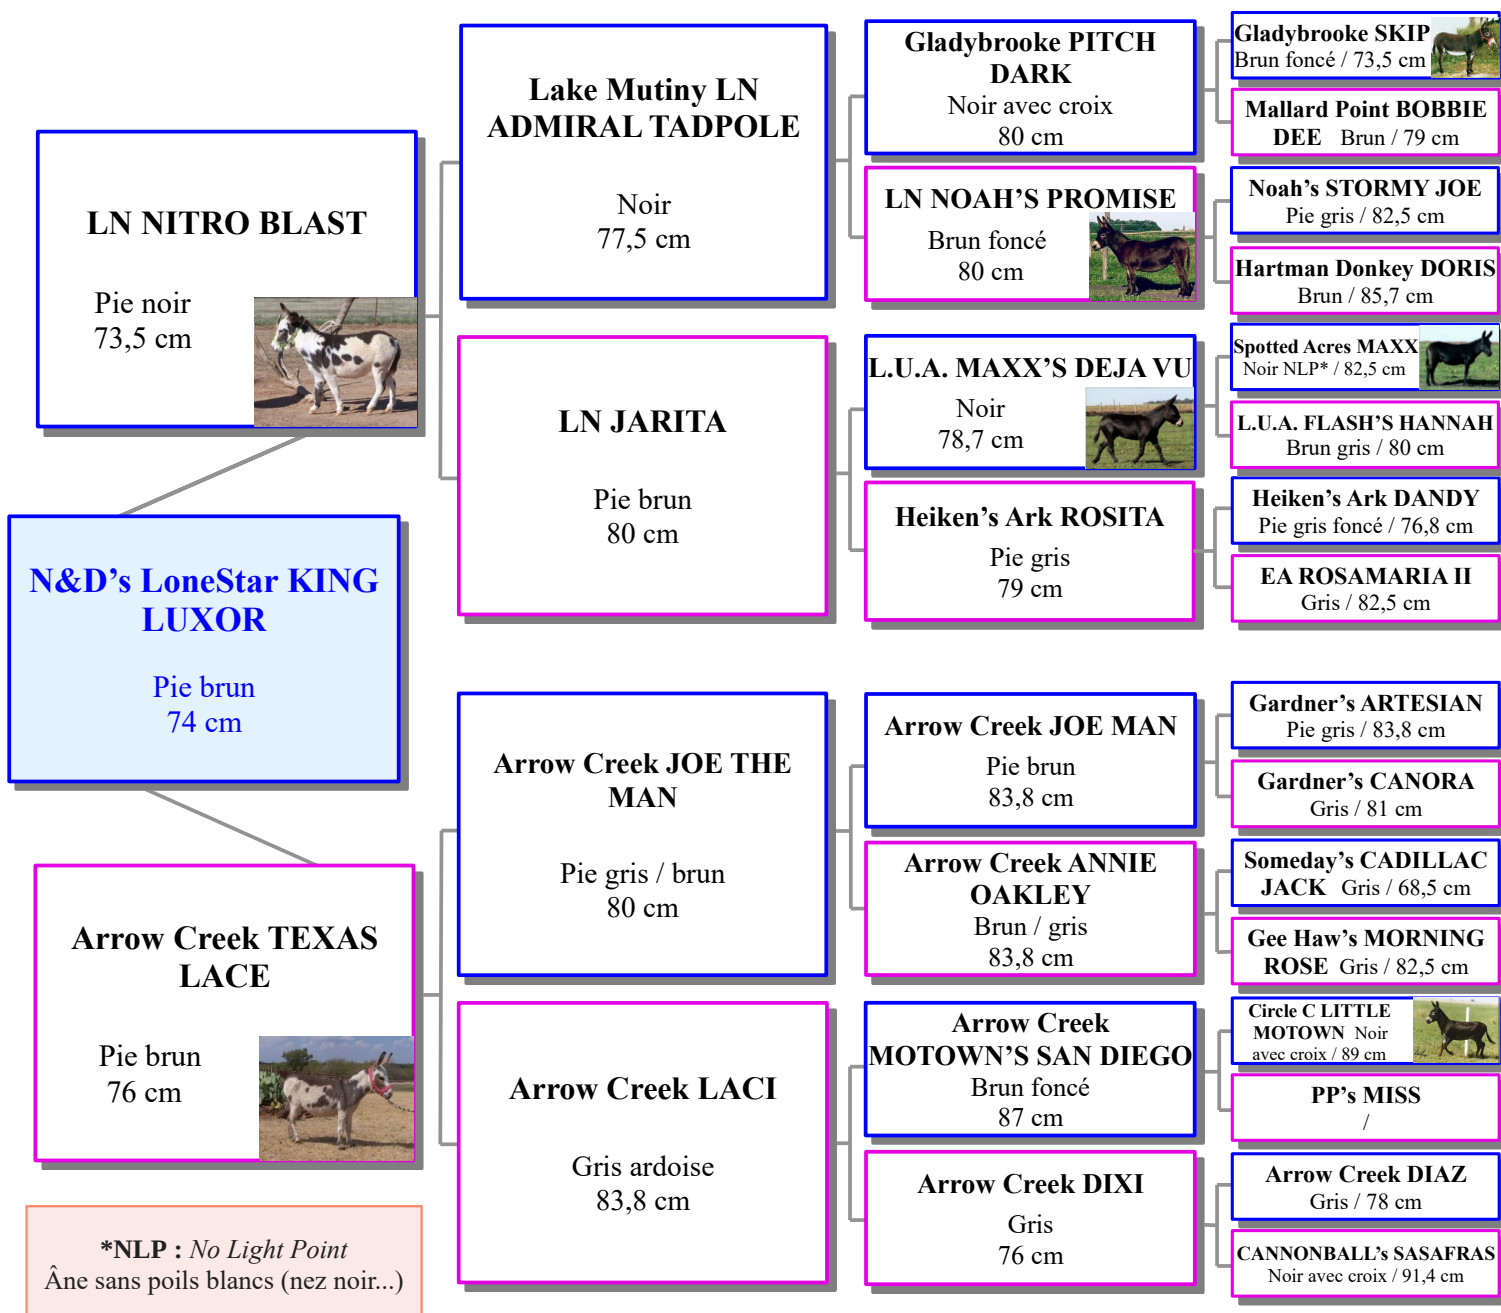 LN NITRO BLAST
Pie noir
73,5 cm
N&D’s LoneStar KING
LUXOR
Pie brun
74 cm
Arrow Creek TEXAS
LACE
Pie brun
76 cm
*NLP : No Light Point
Âne sans poils blancs (nez noir...)
Lake Mutiny LN
ADMIRAL TADPOLE
Noir
77,5 cm
LN JARITA
Pie brun
80 cm
Arrow Creek JOE THE
MAN
Pie gris / brun
80 cm
Arrow Creek LACI
Gris ardoise
83,8 cm
Gladybrooke PITCH
DARK
Noir avec croix
80 cm
LN NOAH’S PROMISE
Brun foncé
80 cm
L.U.A. MAXX’S DEJA VU
Noir
78,7 cm
Heiken’s Ark ROSITA
Pie gris
79 cm
Arrow Creek JOE MAN
Pie brun
83,8 cm
Arrow Creek ANNIE
OAKLEY
Brun / gris
83,8 cm
Arrow Creek
MOTOWN’S SAN DIEGO
Brun foncé
87 cm
Arrow Creek DIXI
Gris
76 cm
Gladybrooke SKIP
Brun foncé / 73,5 cm
Mallard Point BOBBIE
DEE Brun / 79 cm
Noah’s STORMY JOE
Pie gris / 82,5 cm
Hartman Donkey DORIS
Brun / 85,7 cm
Spotted Acres MAXX
Noir NLP* / 82,5 cm
L.U.A. FLASH’S HANNAH
Brun gris / 80 cm
Heiken’s Ark DANDY
Pie gris foncé / 76,8 cm
EA ROSAMARIA II
Gris / 82,5 cm
Gardner’s ARTESIAN
Pie gris / 83,8 cm
Gardner’s CANORA
Gris / 81 cm
Someday’s CADILLAC
JACK Gris / 68,5 cm
Gee Haw’s MORNING
ROSE Gris / 82,5 cm
Circle C LITTLE
MOTOWN Noir
avec croix / 89 cm
PP’s MISS
/
Arrow Creek DIAZ
Gris / 78 cm
CANNONBALL’s SASAFRAS
Noir avec croix / 91,4 cm